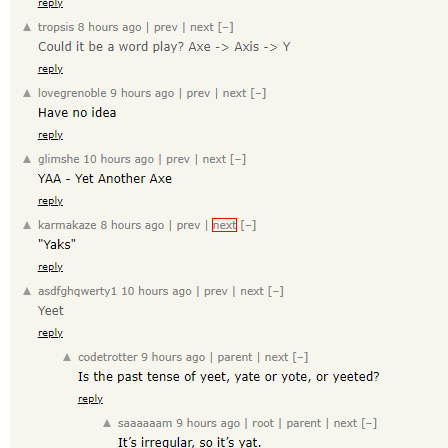 reply
tropsis 8 hours ago | prev | next [–]
Could it be a word play? Axe -> Axis -> Y
reply
lovegrenoble 9 hours ago | prev | next [–]
Have no idea
reply
glimshe 10 hours ago | prev | next [–]
YAA - Yet Another Axe
reply
karmakaze 8 hours ago | prev | next [–]
"Yaks"
reply
asdfghqwerty1 10 hours ago | prev | next [–]
Yeet
reply
codetrotter 9 hours ago | parent | next [–]
Is the past tense of yeet, yate or yote, or yeeted?
reply
saaaaaam 9 hours ago | root | parent | next [–]
It’s irregular, so it’s yat.